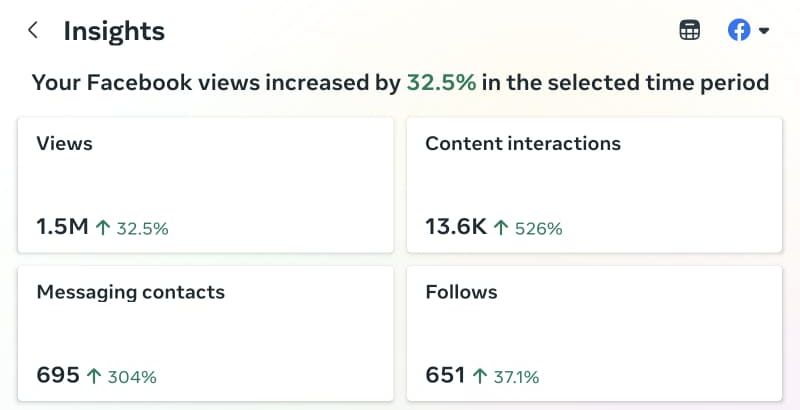 Insights
Your Facebook views increased by 32.5% in the selected time period
Views
1.5M ↑ 32.5%
Content interactions
13.6K ↑ 526%
Messaging contacts
695 ↑ 304%
Follows
651 ↑ 37.1%